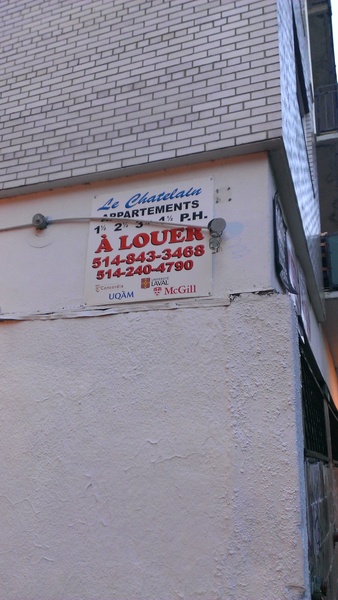 Le Chatelain
APPARTEMENTS
1½ 2½ 3½ 4½ P.H.
À LOUER
514-843-3468
514-240-4790
Concordia
UNIVERSITÉ
LAVAL
UQÀM
McGill